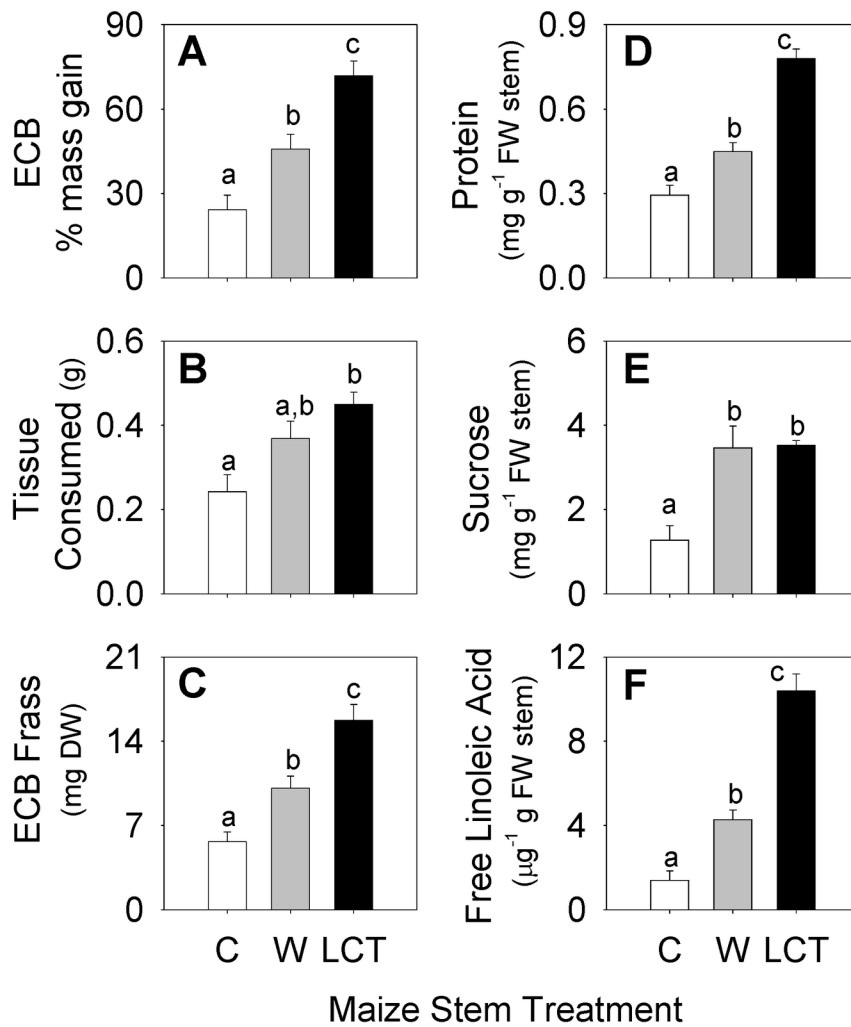 A
ECB
% mass gain
90
60
30
0
a
b
c
D
Protein
(mg g⁻¹ FW stem)
0.9
0.6
0.3
0.0
a
b
c
B
Tissue
Consumed (g)
0.6
0.4
0.2
0.0
a
a,b
b
E
Sucrose
(mg g⁻¹ FW stem)
6
4
2
0
a
b
b
C
ECB Frass
(mg DW)
21
14
7
0
a
b
c
C W LCT
F
Free Linoleic Acid
(μg⁻¹ g FW stem)
12
8
4
0
a
b
c
C W LCT
Maize Stem Treatment